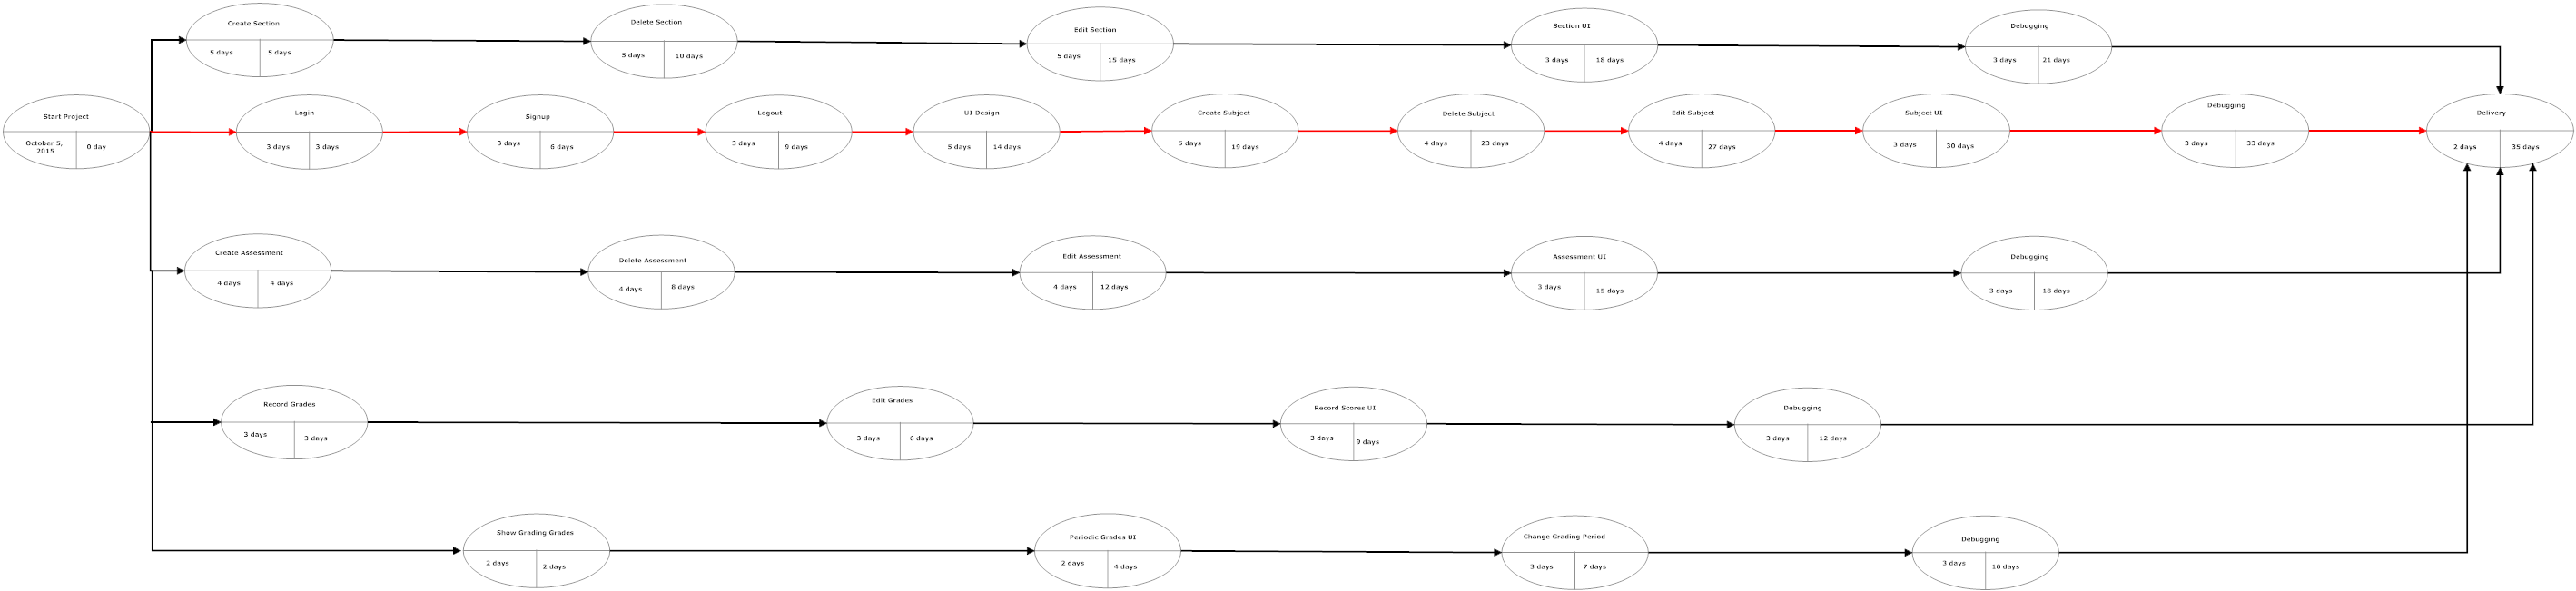 Create Section
5 days 5 days
Delete Section
5 days 10 days
Edit Section
5 days 15 days
Section UI
3 days 18 days
Debugging
3 days 21 days
Start Project
October 5,
2015
0 day
Login
3 days 3 days
Signup
3 days 6 days
Logout
3 days 9 days
UI Design
5 days 14 days
Create Subject
5 days 19 days
Delete Subject
4 days 23 days
Edit Subject
4 days 27 days
Subject UI
3 days 30 days
Debugging
3 days 33 days
Delivery
2 days 35 days
Create Assessment
4 days 4 days
Delete Assessment
4 days 8 days
Edit Assessment
4 days 12 days
Assessment UI
3 days 15 days
Debugging
3 days 18 days
Record Grades
3 days 3 days
Edit Grades
3 days 6 days
Record Scores UI
3 days 9 days
Debugging
3 days 12 days
Show Grading Grades
2 days 2 days
Periodic Grades UI
2 days 4 days
Change Grading Period
3 days 7 days
Debugging
3 days 10 days